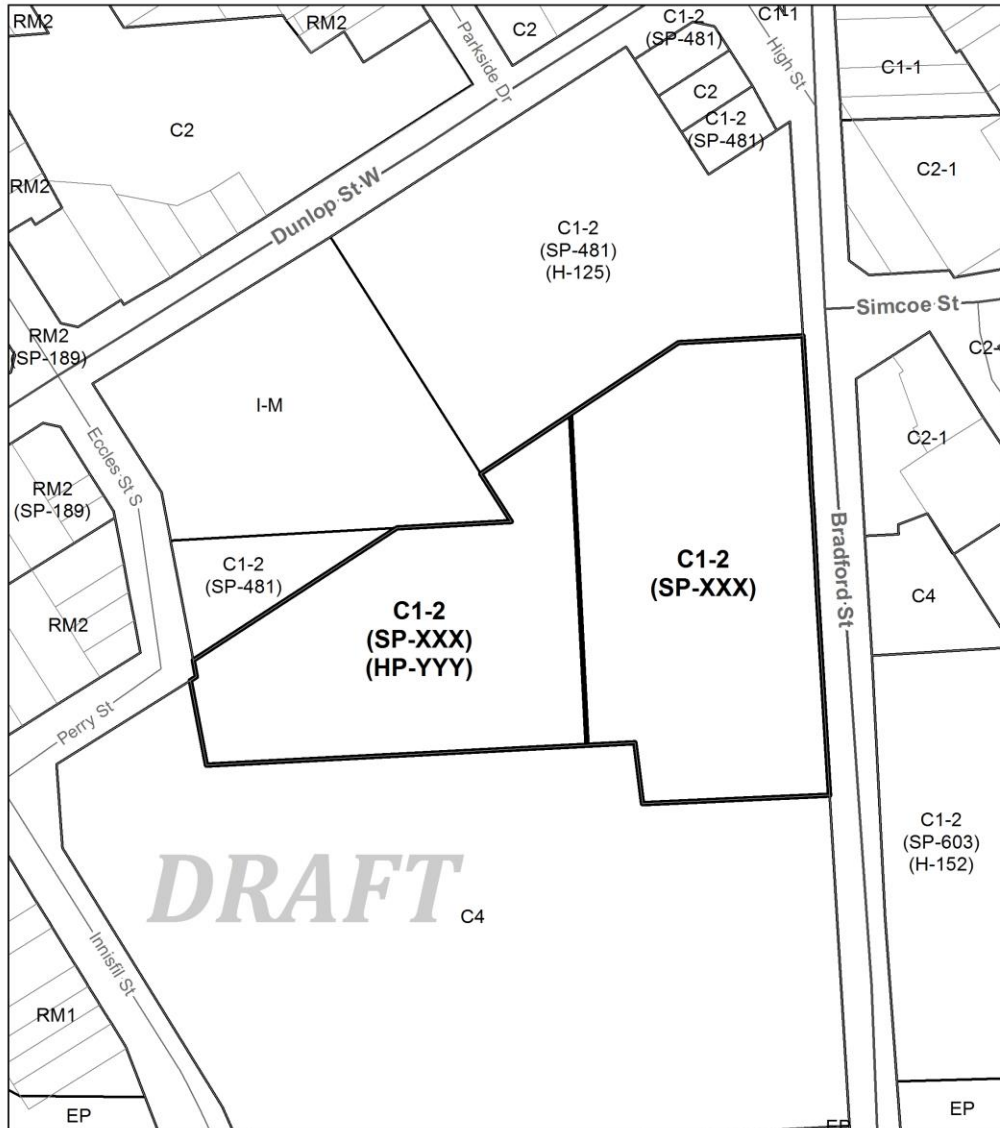 RM2
RM2
C2
C1-2
(SP-481)
C1-1
Parkside Dr
High St
C1-1
C2
C2
C1-2
(SP-481)
RM2
Dunlop St W
C2-1
C1-2
(SP-481)
(H-125)
Simcoe St
RM2
(SP-189)
I-M
C2-1
Eccles St S
RM2
(SP-189)
Bradford St
C1-2
(SP-481)
C1-2
(SP-XXX)
C4
C1-2
(SP-XXX)
(HP-YYY)
RM2
Perry St
C1-2
(SP-603)
(H-152)
DRAFT
C4
Innisfil St
RM1
EP
EP
EP